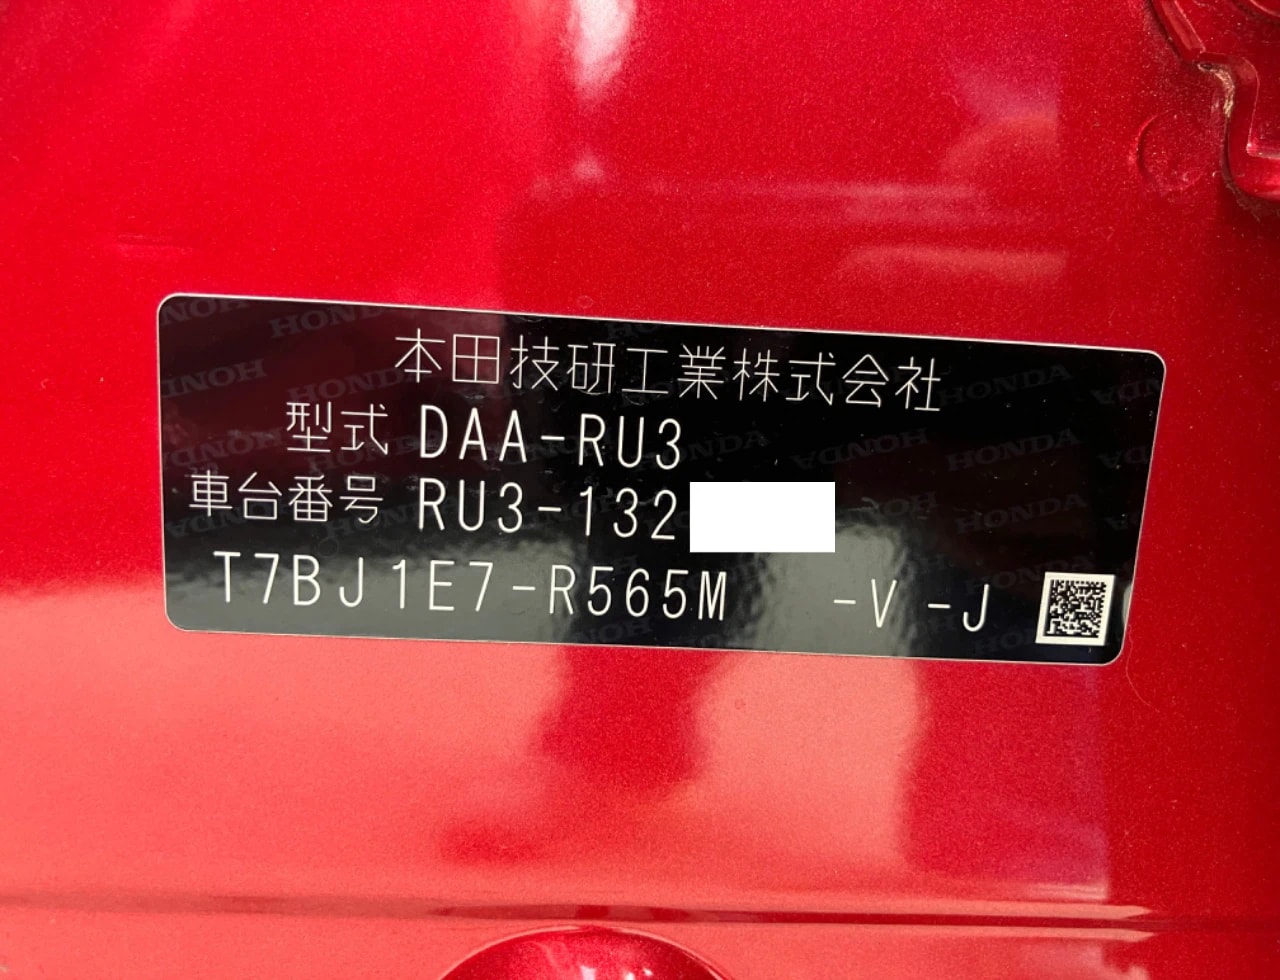 本田技研工業株式会社
型式 DAA-RU3
車台番号 RU3-132
T7BJ1E7-R565M -V -J